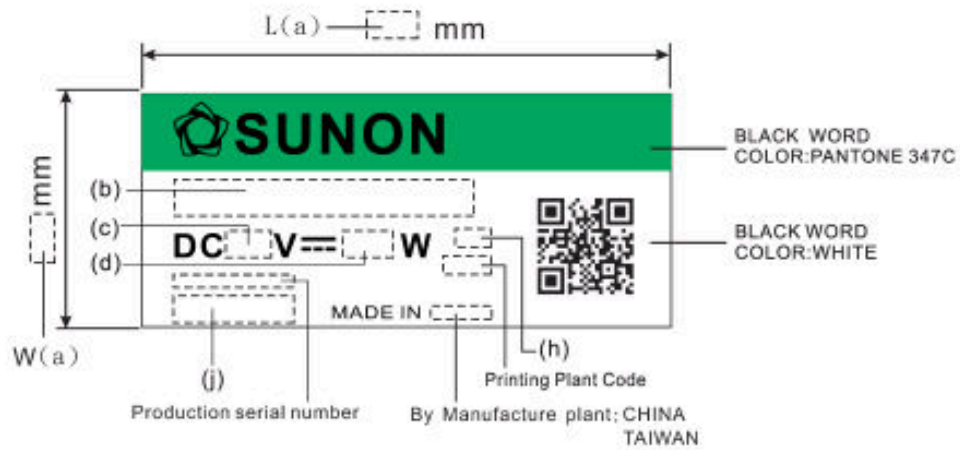 L(a) mm
SUNON
BLACK WORD
COLOR:PANTONE 347C
mm
W(a)
(b)
(c)
(d)
DC V W
BLACK WORD
COLOR:WHITE
MADE IN
(h)
(j)
Printing Plant Code
Production serial number
By Manufacture plant: CHINA
TAIWAN